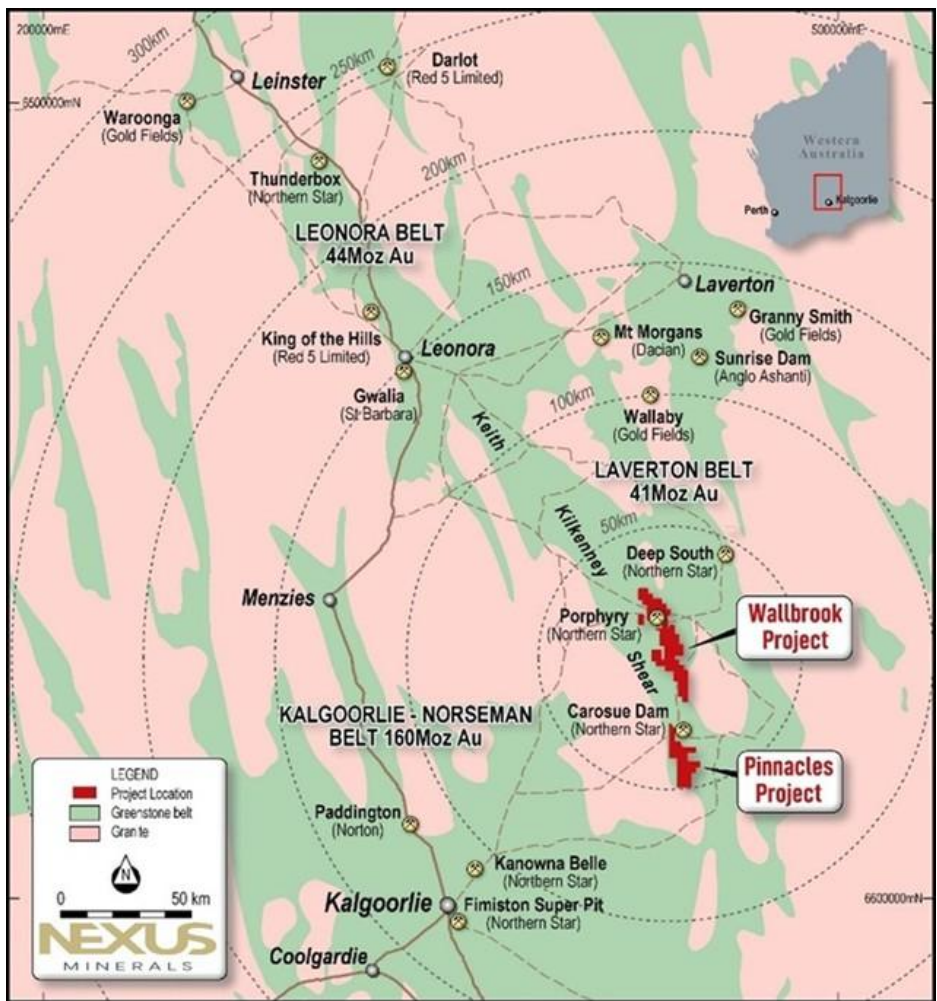 200000mE
500000mE
300km
250km
Darlot
(Red 5 Limited)
Leinster
6500000mN
Waroonga
(Gold Fields)
Western
Australia
Kalgoorlie
Perth
200km
Thunderbox
(Northern Star)
LEONORA BELT
44Moz Au
150km
Laverton
Granny Smith
(Gold Fields)
King of the Hills
(Red 5 Limited)
Leonora
Mt Morgans
(Dacian)
Sunrise Dam
(Anglo Ashanti)
Gwalia
(St Barbara)
100km
Wallaby
(Gold Fields)
Keith
LAVERTON BELT
41Moz Au
50km
Kilkenney
Deep South
(Northern Star)
Menzies
Porphyry
(Northern Star)
Wallbrook
Project
Shear
KALGOORLIE - NORSEMAN
BELT 160Moz Au
Carosue Dam
(Northern Star)
Pinnacles
Project
LEGEND
Project Location
Greenstone belt
Granite
N
0 50 km
NEXUS
MINERALS
Paddington
(Norton)
Kanowna Belle
(Northern Star)
Kalgoorlie
Fimiston Super Pit
(Northern Star)
6600000mN
Coolgardie